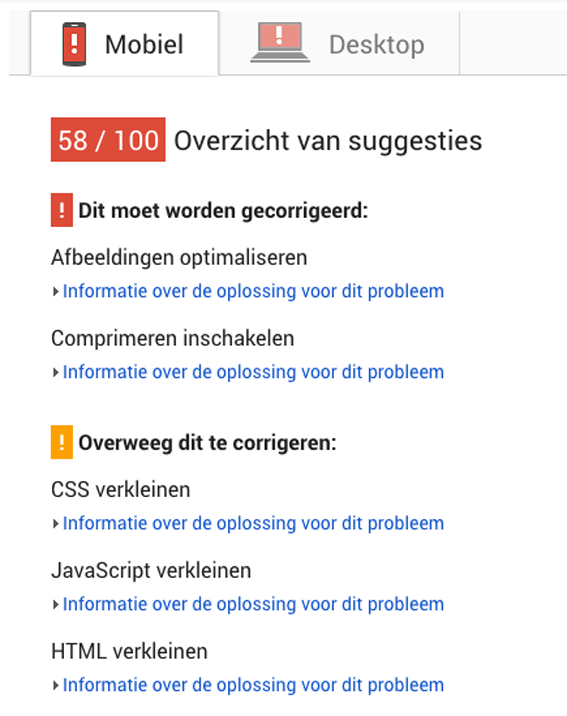 Mobiel
Desktop
58 / 100 Overzicht van suggesties
! Dit moet worden gecorrigeerd:
Afbeeldingen optimaliseren
Informatie over de oplossing voor dit probleem
Comprimeren inschakelen
Informatie over de oplossing voor dit probleem
! Overweeg dit te corrigeren:
CSS verkleinen
Informatie over de oplossing voor dit probleem
JavaScript verkleinen
Informatie over de oplossing voor dit probleem
HTML verkleinen
Informatie over de oplossing voor dit probleem